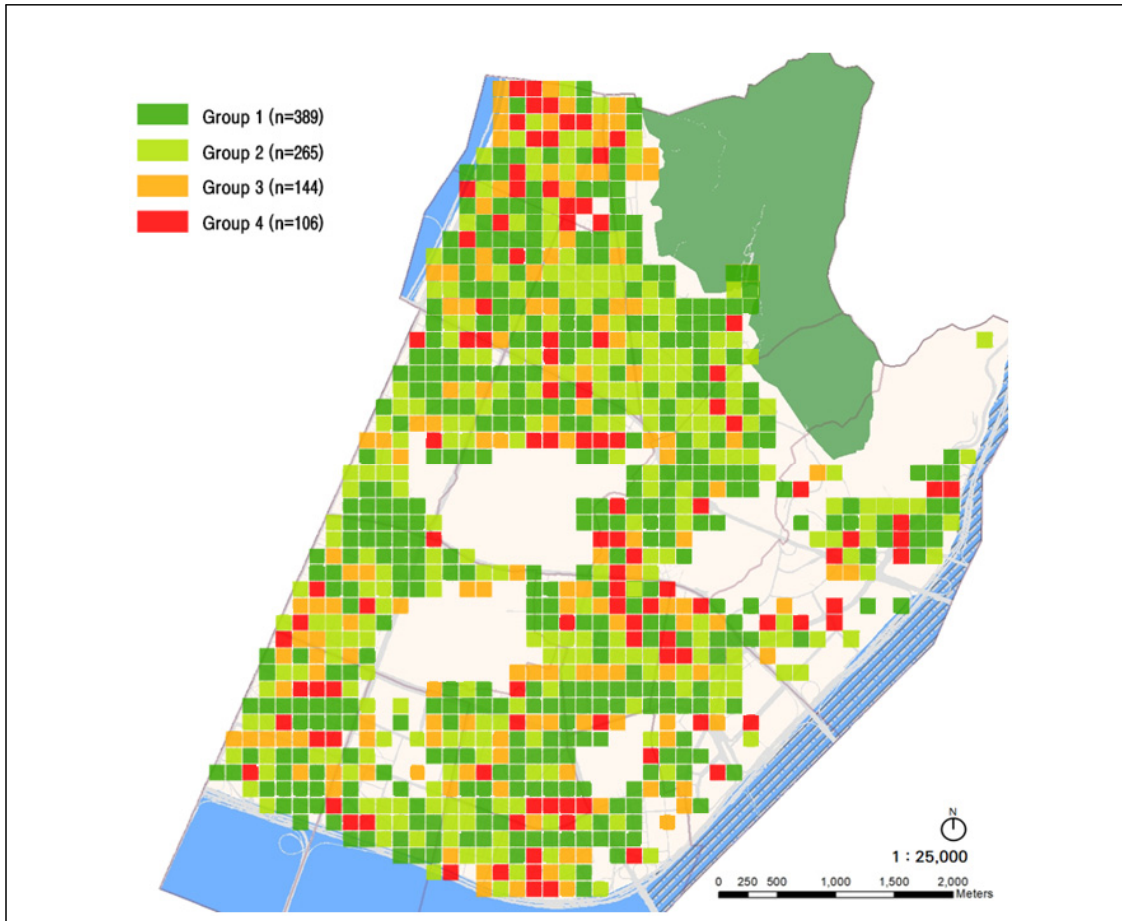 Group 1 (n=389)
Group 2 (n=265)
Group 3 (n=144)
Group 4 (n=106)
N
1 : 25,000
0 250 500 1,000 1,500 2,000
Meters